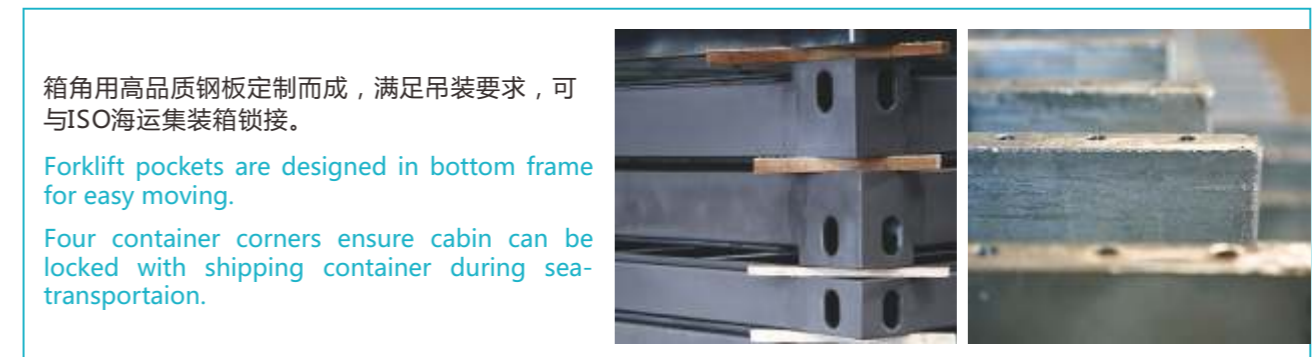 箱角用高品质钢板定制而成，满足吊装要求，可
与ISO海运集装箱锁接。
Forklift pockets are designed in bottom frame
for easy moving.
Four container corners ensure cabin can be
locked with shipping container during sea-
transportaion.